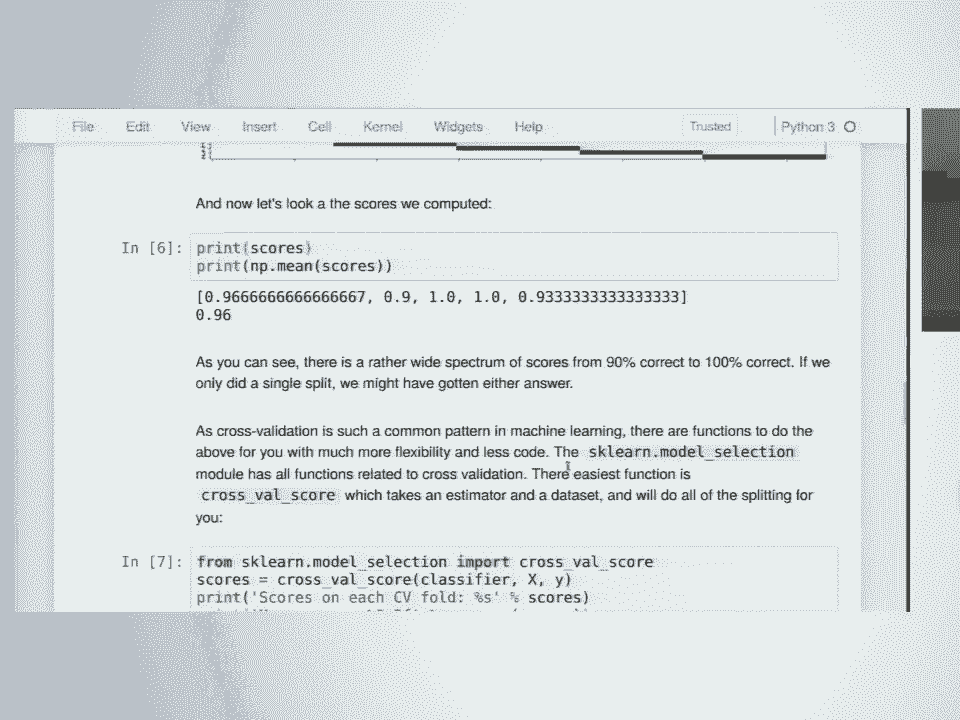 File Edit View Insert Cell Kernel Widgets Help Trusted Python 3
And now let's look a the scores we computed:
In [6]: print(scores)
print(np.mean(scores))
[0.9666666666666667, 0.9, 1.0, 1.0, 0.9333333333333333]
0.96
As you can see, there is a rather wide spectrum of scores from 90% correct to 100% correct. If we
only did a single split, we might have gotten either answer.
As cross-validation is such a common pattern in machine learning, there are functions to do the
above for you with much more flexibility and less code. The sklearn.model_selection
module has all functions related to cross validation. There easiest function is
cross_val_score which takes an estimator and a dataset, and will do all of the splitting for
you:
In [7]: from sklearn.model_selection import cross_val_score
scores = cross_val_score(classifier, X, y)
print('Scores on each CV fold: %s' % scores)